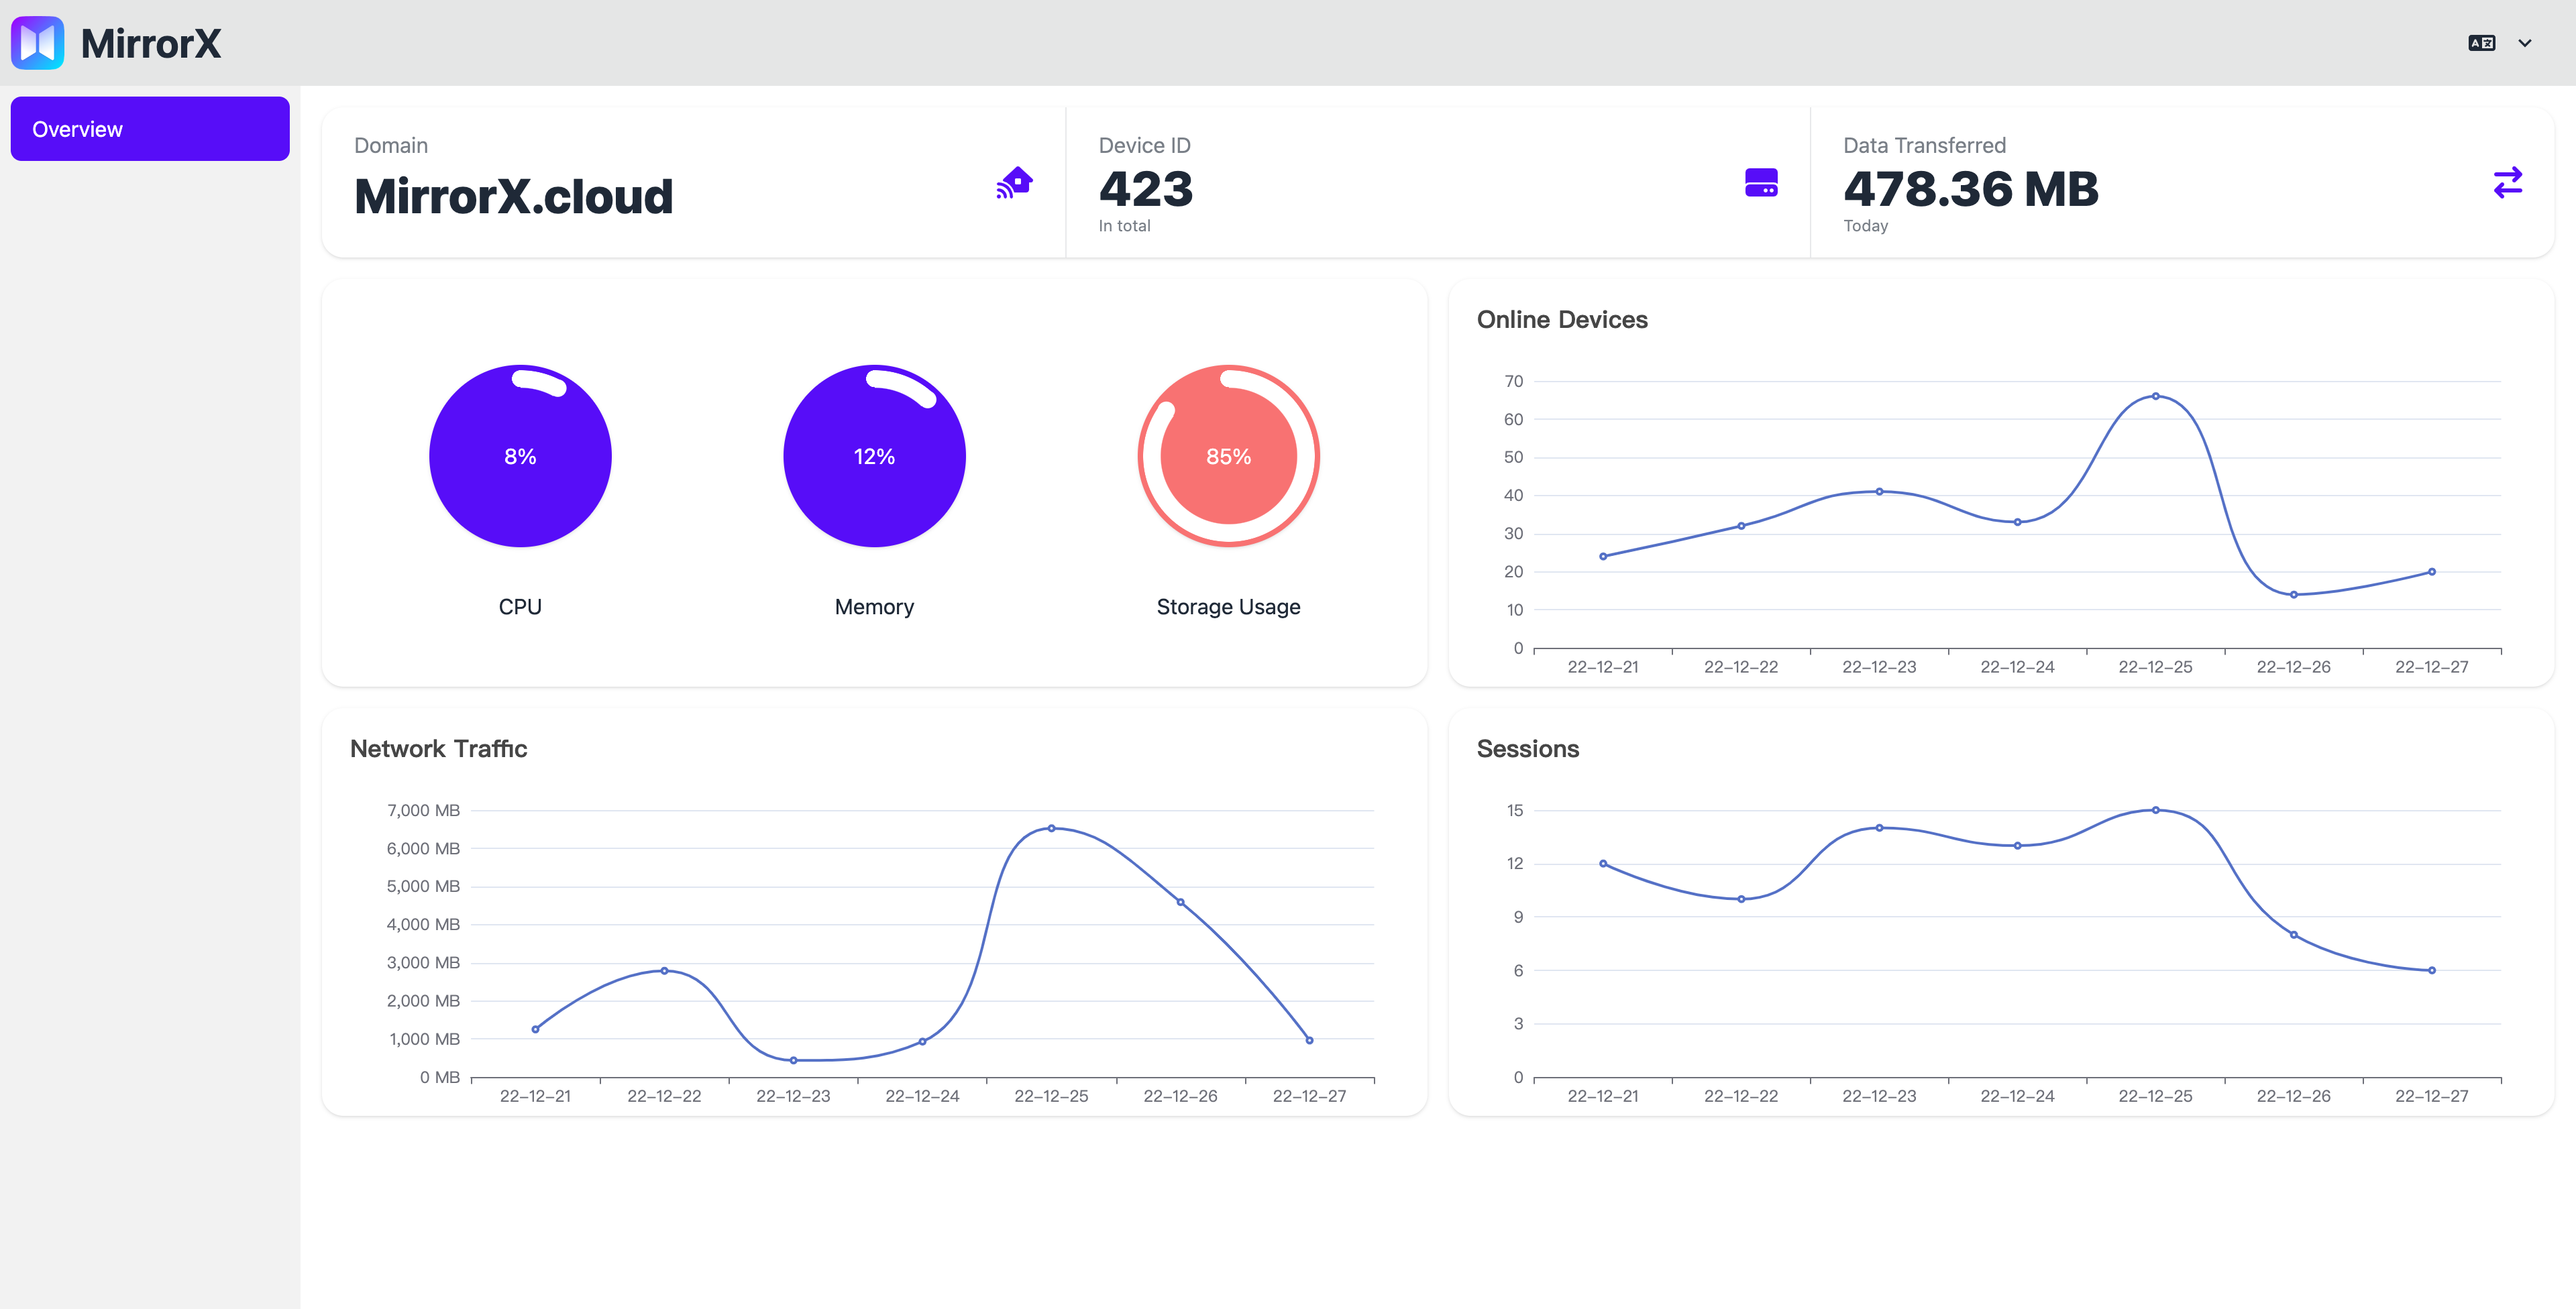 MirrorX
Overview
Domain
MirrorX.cloud
Device ID
423
In total
Data Transferred
478.36 MB
Today
8%
12%
85%
CPU
Memory
Storage Usage
Online Devices
70
60
50
40
30
20
10
0
22-12-21
22-12-22
22-12-23
22-12-24
22-12-25
22-12-26
22-12-27
Network Traffic
7,000 MB
6,000 MB
5,000 MB
4,000 MB
3,000 MB
2,000 MB
1,000 MB
0 MB
22-12-21
22-12-22
22-12-23
22-12-24
22-12-25
22-12-26
22-12-27
Sessions
15
12
9
6
3
0
22-12-21
22-12-22
22-12-23
22-12-24
22-12-25
22-12-26
22-12-27